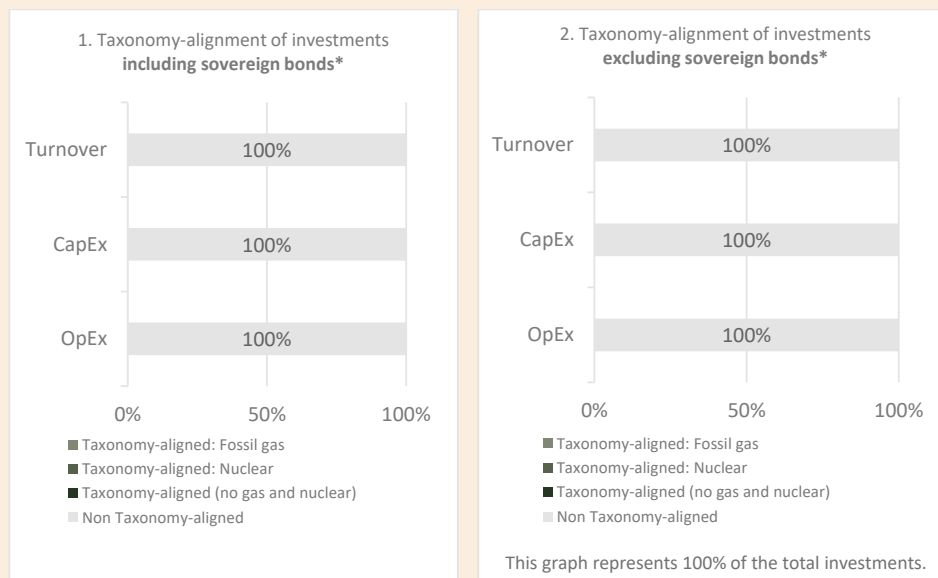 1. Taxonomy-alignment of investments
including sovereign bonds*
Turnover
100%
CapEx
100%
OpEx
100%
0%
50%
100%
Taxonomy-aligned: Fossil gas
Taxonomy-aligned: Nuclear
Taxonomy-aligned (no gas and nuclear)
Non Taxonomy-aligned
2. Taxonomy-alignment of investments
excluding sovereign bonds*
Turnover
100%
CapEx
100%
OpEx
100%
0%
50%
100%
Taxonomy-aligned: Fossil gas
Taxonomy-aligned: Nuclear
Taxonomy-aligned (no gas and nuclear)
Non Taxonomy-aligned
This graph represents 100% of the total investments.